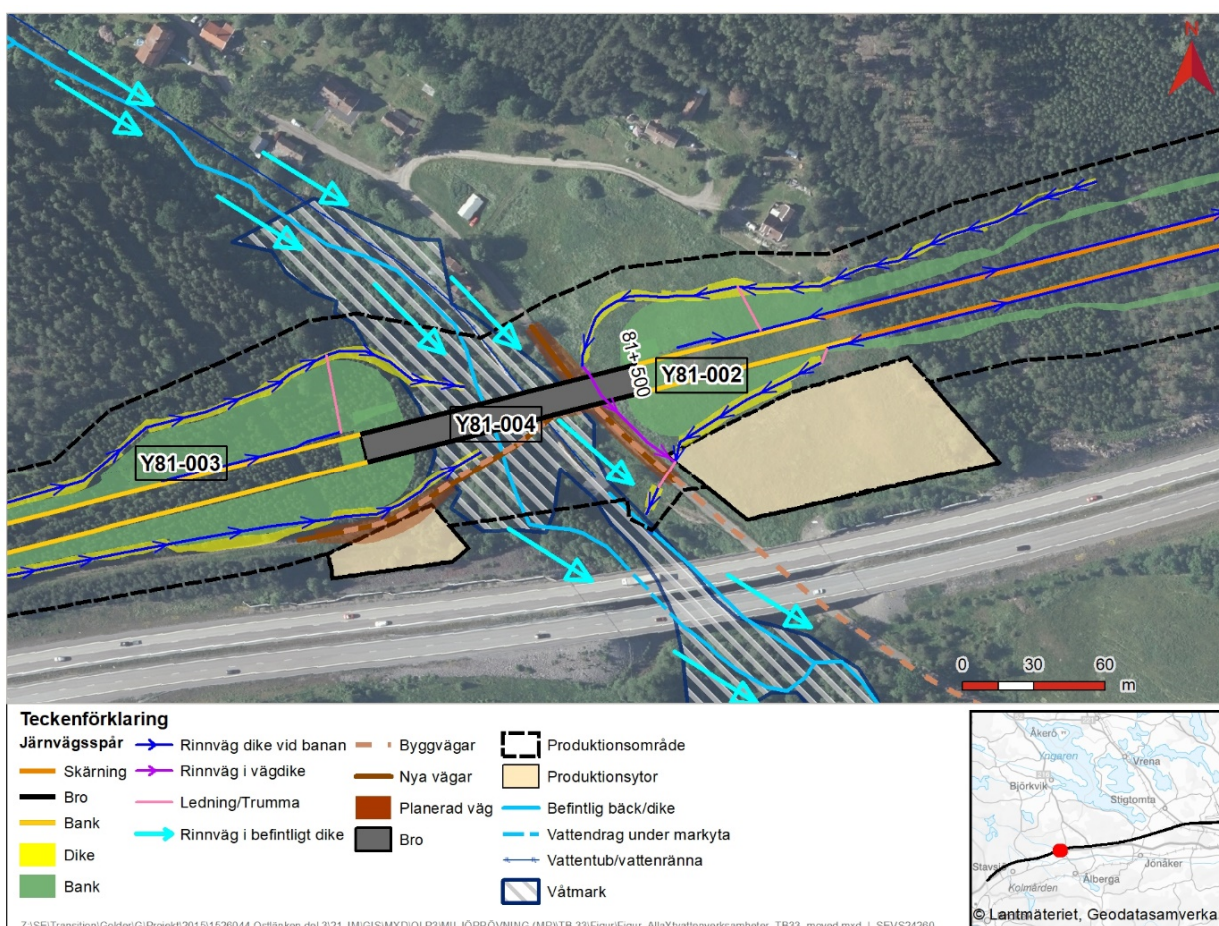 N
81+500
Y81-002
Y81-004
Y81-003
0 30 60
m
Teckenförklaring
Järnvägsspår
Skärning
Bro
Bank
Dike
Bank
Rinnväg dike vid banan
Rinnväg i vägdike
Ledning/Trumma
Rinnväg i befintligt dike
Byggvägar
Nya vägar
Planerad väg
Bro
Produktionsområde
Produktionsytor
Befintlig bäck/dike
Vattendrag under markyta
Vattentub/vattenränna
Våtmark
Åkerö
Yngaren
Vrena
Björkvik
Stigtomta
Stavsjö
Jönåker
Ålberga
Kolmården
© Lantmäteriet, Geodatasamverka